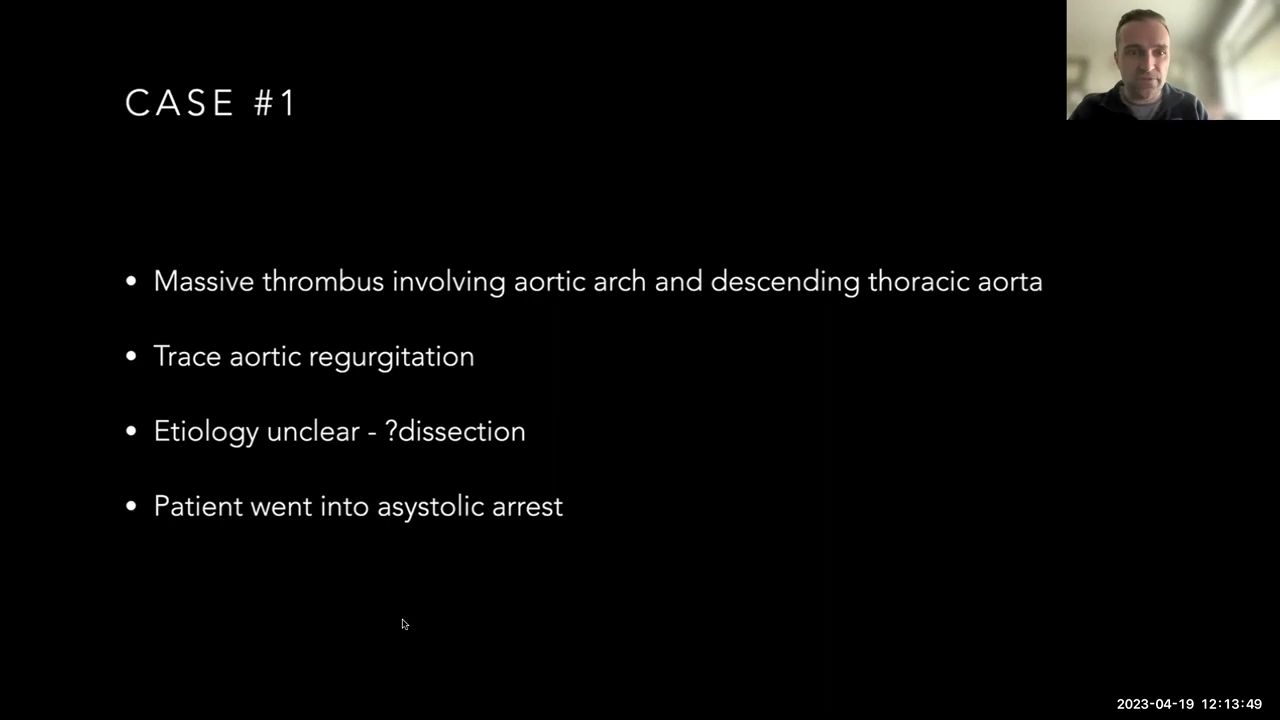 CASE #1
• Massive thrombus involving aortic arch and descending thoracic aorta
• Trace aortic regurgitation
• Etiology unclear - ?dissection
• Patient went into asystolic arrest
2023-04-19 12:13:49